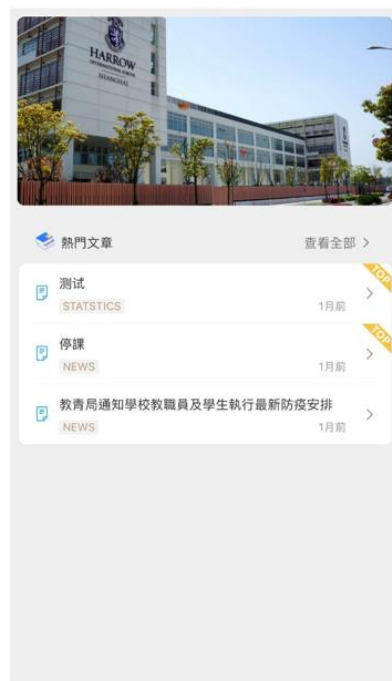 HARROW
INTERNATIONAL SCHOOL
SHANGHAI
熱門文章
查看全部
测试
TOP
STATSTICS
1月前
停課
TOP
NEWS
1月前
教青局通知學校教職員及學生執行最新防疫安排
NEWS
1月前